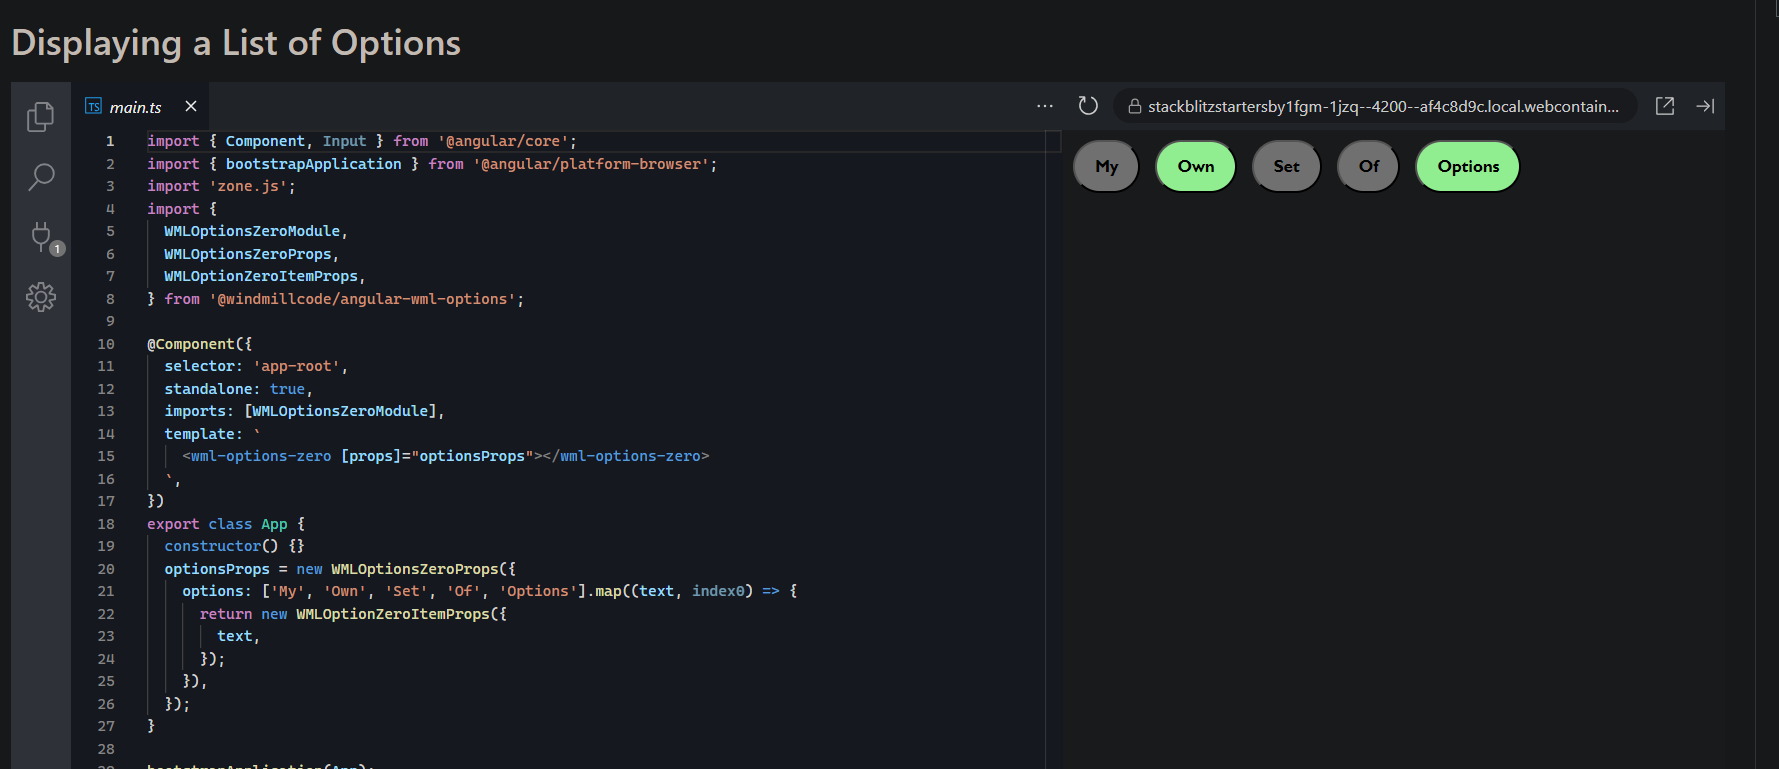 Displaying a List of Options
TS main.ts
stackblitzstartersby1fgm-1jzq--4200--af4c8d9c.local.webcontain...
1
1 import { Component, Input } from '@angular/core';
2 import { bootstrapApplication } from '@angular/platform-browser';
3 import 'zone.js';
4 import {
5 WMLOptionsZeroModule,
6 WMLOptionsZeroProps,
7 WMLOptionZeroItemProps,
8 } from '@windmillcode/angular-wml-options';
9
10 @Component({
11 selector: 'app-root',
12 standalone: true,
13 imports: [WMLOptionsZeroModule],
14 template: `
15 <wml-options-zero [props]="optionsProps"></wml-options-zero>
16 `,
17 })
18 export class App {
19 constructor() {}
20 optionsProps = new WMLOptionsZeroProps({
21 options: ['My', 'Own', 'Set', 'Of', 'Options'].map((text, index0) => {
22 return new WMLOptionZeroItemProps({
23 text,
24 });
25 }),
26 });
27 }
28
29 bootstrapApplication(App);
My Own Set Of Options